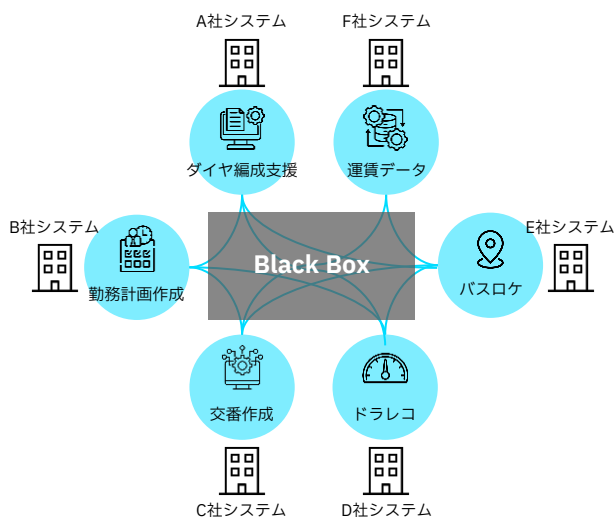 A社システム
F社システム
ダイヤ編成支援
運賃データ
B社システム
E社システム
Black Box
勤務計画作成
バスロケ
交番作成
ドラレコ
C社システム
D社システム